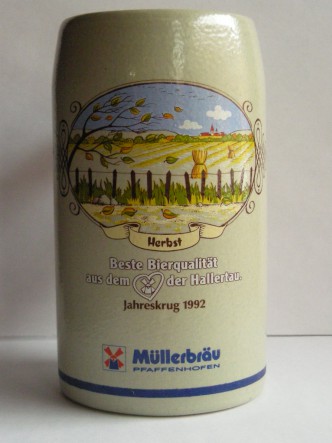 Herbst
Beste Bierqualität
aus dem der Hallertau.
Jahreskrug 1992
Müllerbräu
PFAFFENHOFEN